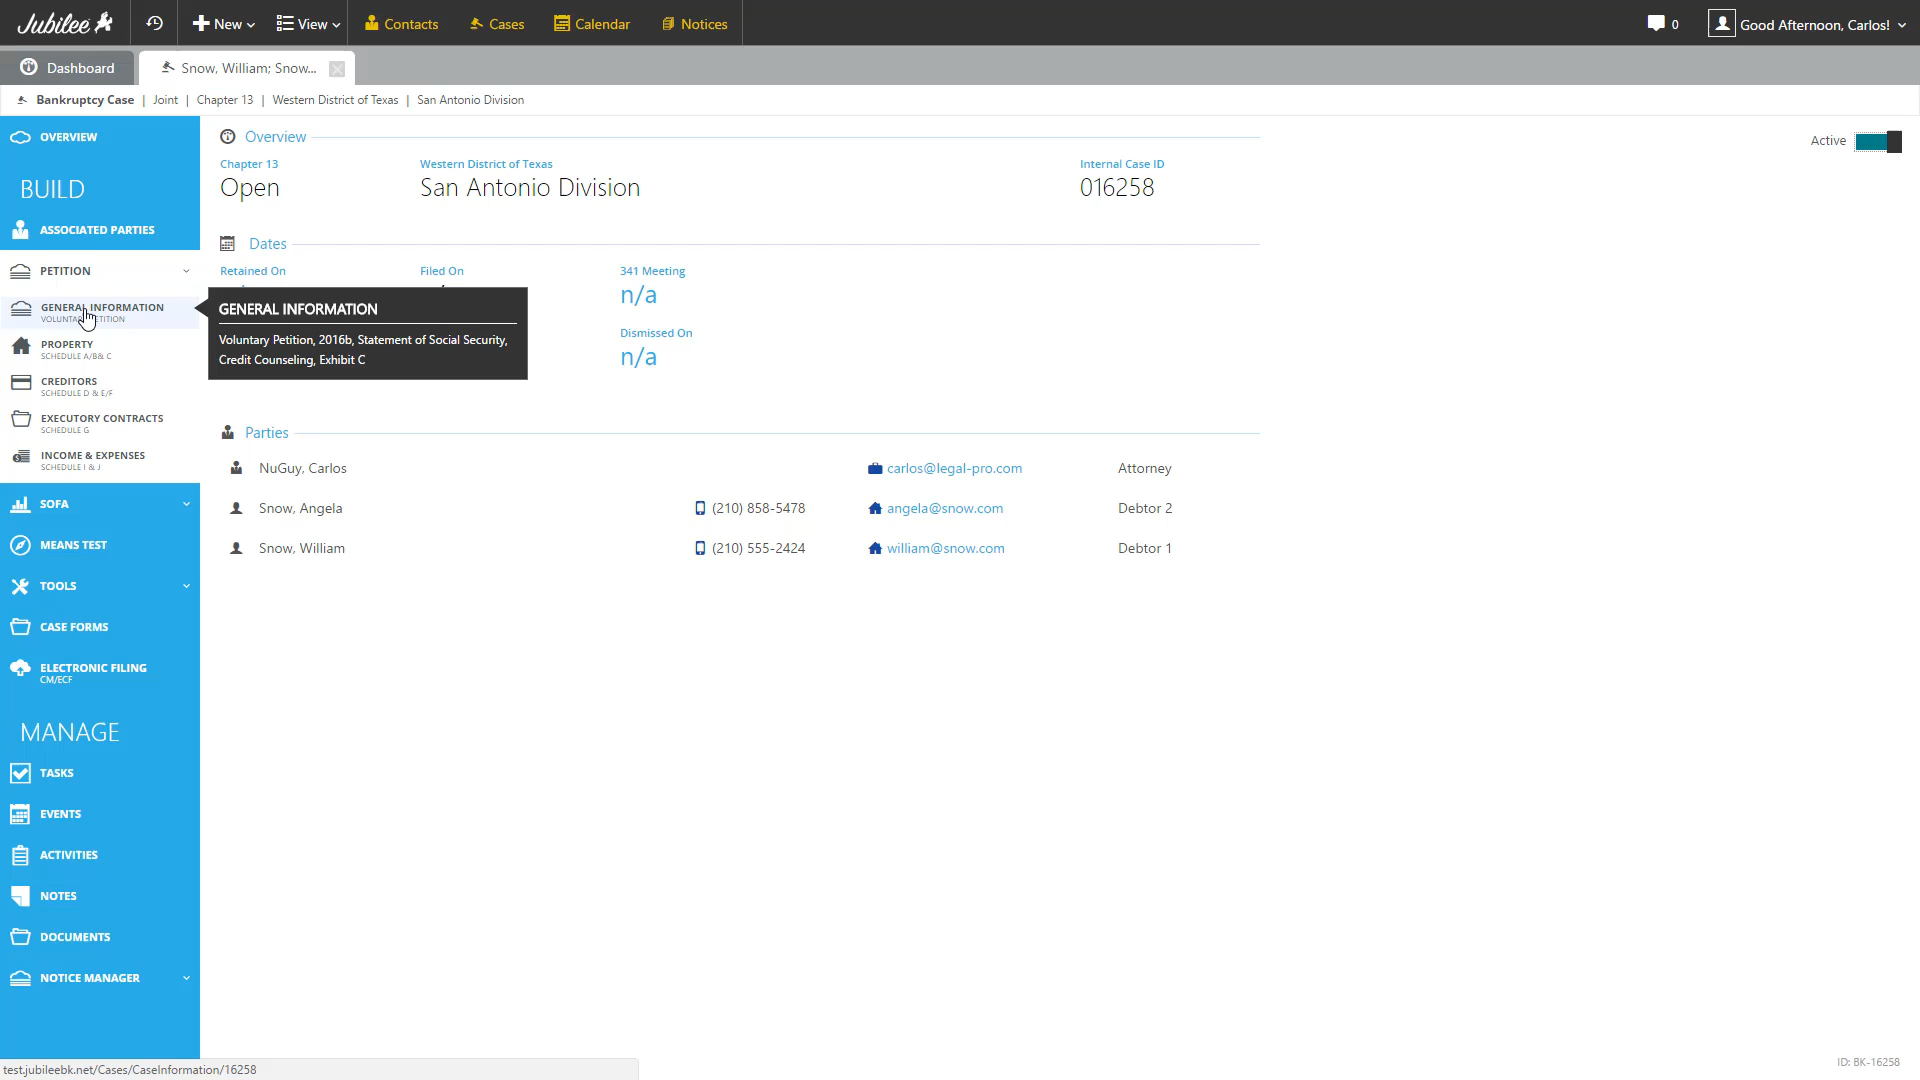 Jubilee
New
View
Contacts
Cases
Calendar
Notices
0
Good Afternoon, Carlos!
Dashboard
Snow, William; Snow...
Bankruptcy Case | Joint | Chapter 13 | Western District of Texas | San Antonio Division
OVERVIEW
BUILD
ASSOCIATED PARTIES
PETITION
GENERAL INFORMATION
PROPERTY
SCHEDULE A/B& C
CREDITORS
SCHEDULE D & E/F
EXECUTORY CONTRACTS
SCHEDULE G
INCOME & EXPENSES
SCHEDULE I & J
SOFA
MEANS TEST
TOOLS
CASE FORMS
ELECTRONIC FILING
CM/ECF
MANAGE
TASKS
EVENTS
ACTIVITIES
NOTES
DOCUMENTS
NOTICE MANAGER
Overview
Active
Chapter 13
Western District of Texas
Internal Case ID
Open
San Antonio Division
016258
Dates
Retained On
Filed On
341 Meeting
n/a
Dismissed On
n/a
GENERAL INFORMATION
Voluntary Petition, 2016b, Statement of Social Security,
Credit Counseling, Exhibit C
Parties
NuGuy, Carlos carlos@legal-pro.com Attorney
Snow, Angela (210) 858-5478 angela@snow.com Debtor 2
Snow, William (210) 555-2424 william@snow.com Debtor 1
test.jubileebk.net/Cases/CaseInformation/16258
ID: BK-16258